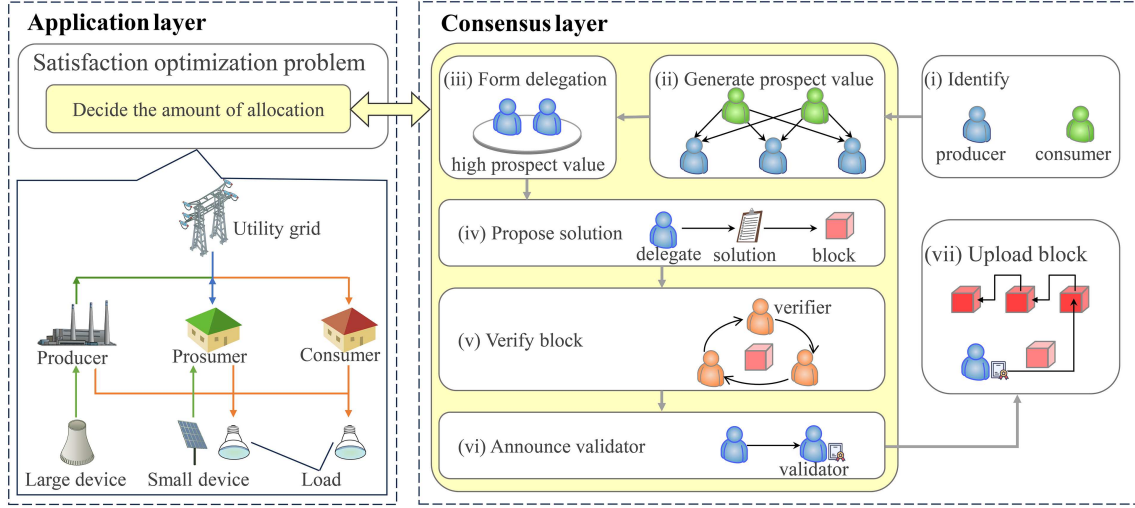 Application layer
Satisfaction optimization problem
Decide the amount of allocation
Utility grid
Producer
Prosumer
Consumer
Large device
Small device
Load
Consensus layer
(i) Identify
producer
consumer
(ii) Generate prospect value
(iii) Form delegation
high prospect value
(iv) Propose solution
delegate
solution
block
(v) Verify block
verifier
(vi) Announce validator
validator
(vii) Upload block